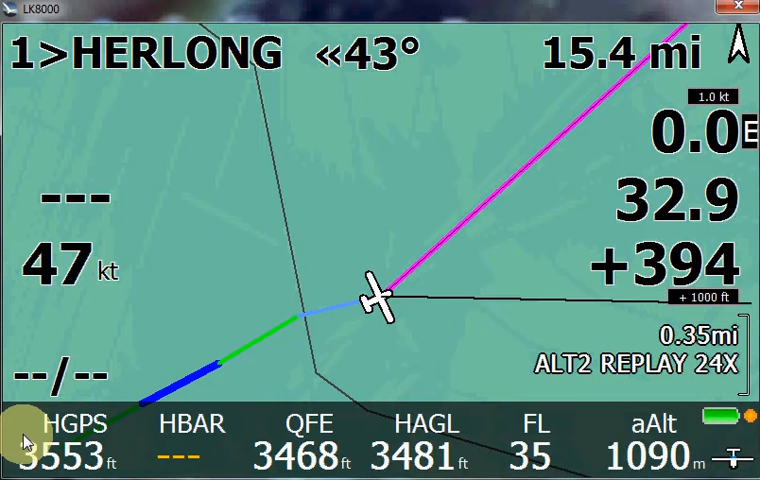 LK8000
1>HERLONG «43° 15.4 mi
1.0 kt
0.0 E
--- 32.9
47 kt +394
+ 1000 ft
0.35mi
--/-- ALT2 REPLAY 24X
HGPS HBAR QFE HAGL FL aAlt
3553 ft --- 3468 ft 3481 ft 35 1090 m